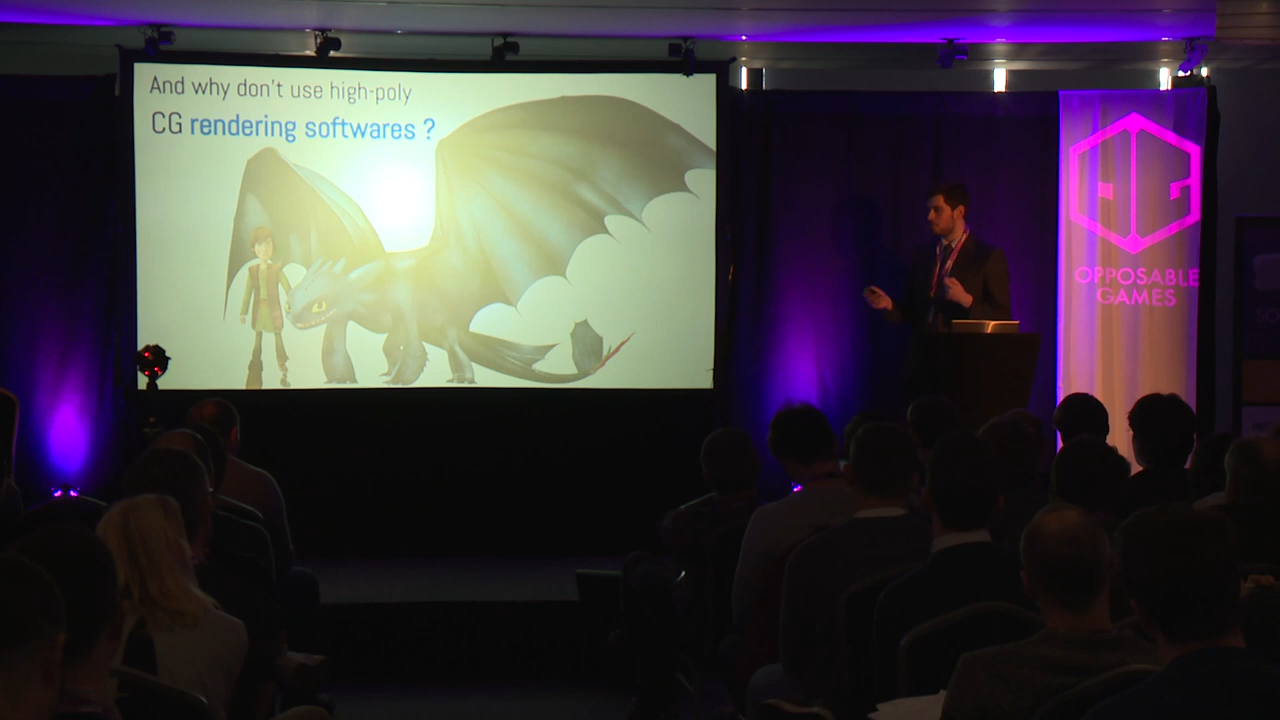 And why don't use high-poly
CG rendering softwares ?
OPPOSABLE
GAMES